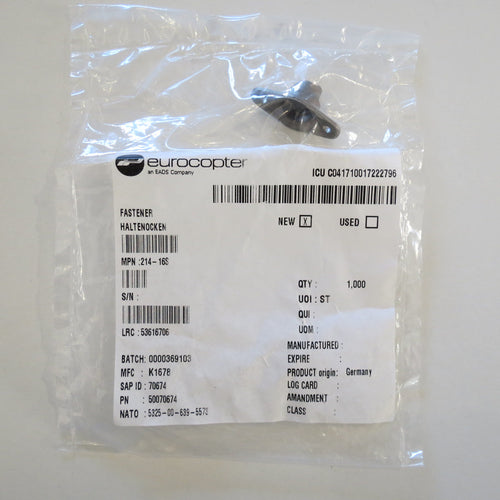 eurocopter
an EADS Company
ICU C041710017222796
FASTENER
HALTENOCKEN
NEW X USED
MPN : 214-16S
S/N :
LRC : 53616706
QTY : 1,000
UOI : ST
QUI :
UOM :
BATCH: 0000369103
MFC : K1678
SAP ID : 70674
PN : 50070674
NATO : 5325-00-639-5573
MANUFACTURED :
EXPIRE :
PRODUCT origin: Germany
LOG CARD :
AMANDMENT :
CLASS :